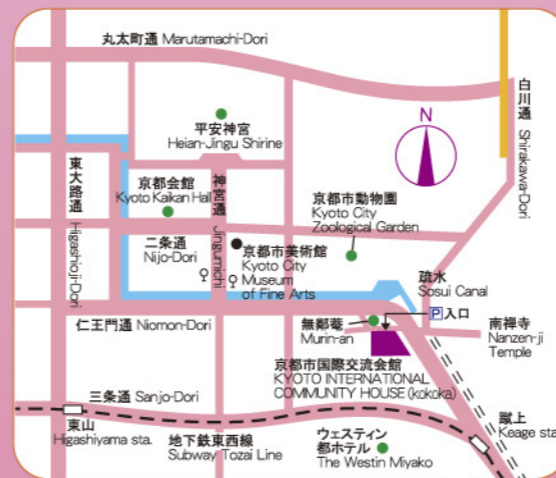 丸太町通 Marutamachi-Dori
白川通 Shirakawa-Dori
N
平安神宮
Heian-Jingu Shirine
東大路通 Higashioji-Dori
京都会館
Kyoto Kaikan Hall
神宮通 Jingumichi
京都市動物園
Kyoto City
Zoological Garden
二条通
Nijo-Dori
京都市美術館
Kyoto City
Museum
of Fine Arts
疏水
Sosui Canal
P入口
仁王門通 Niomon-Dori
無鄰菴
Murin-an
南禅寺
Nanzen-ji
Temple
京都市国際交流会館
KYOTO INTERNATIONAL
COMMUNITY HOUSE (kokoka)
三条通 Sanjo-Dori
東山
Higashiyama sta.
地下鉄東西線
Subway Tozai Line
ウェスティン
都ホテル
The Westin Miyako
蹴上
Keage sta.